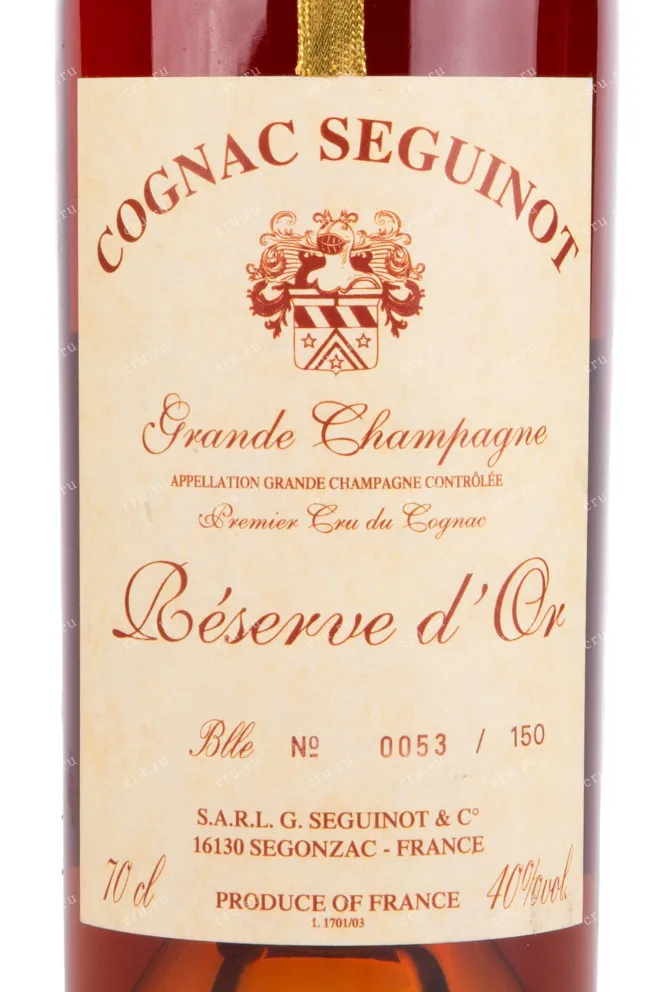 COGNAC SEGUINOT
Grande Champagne
APPELLATION GRANDE CHAMPAGNE CONTRÔLÉE
Premier Cru du Cognac
Réserve d'Or
Blle Nº 0053 / 150
S.A.R.L. G. SEGUINOT & C°
16130 SEGONZAC - FRANCE
70 cl
40%vol.
PRODUCE OF FRANCE
L 1701/03